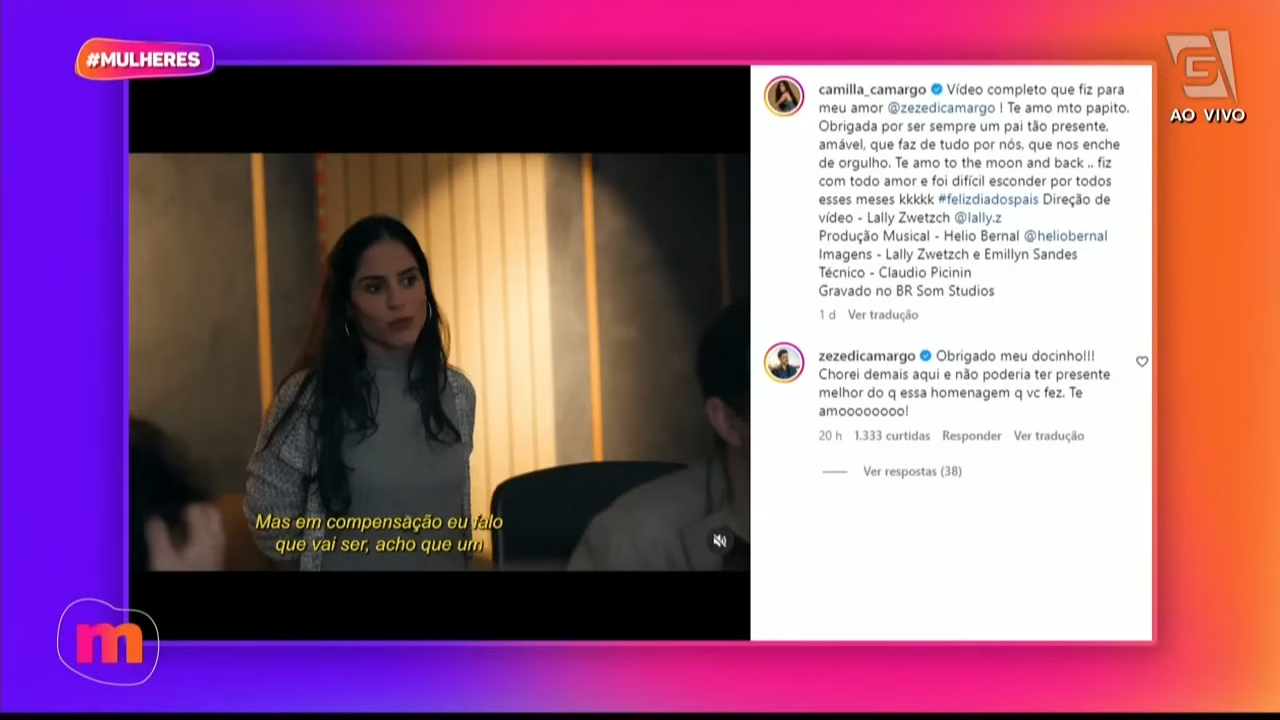 #MULHERES
AO VIVO
camilla_camargo Vídeo completo que fiz para
meu amor @zezedicamargo ! Te amo mto papito.
Obrigada por ser sempre um pai tão presente,
amável, que faz de tudo por nós, que nos enche
de orgulho. Te amo to the moon and back .. fiz
com todo amor e foi difícil esconder por todos
esses meses kkkkk #felizdiadospais Direção de
vídeo - Lally Zwetzch @lally.z
Produção Musical - Helio Bernal @heliobernal
Imagens - Lally Zwetzch e Emillyn Sandes
Técnico - Claudio Picinin
Gravado no BR Som Studios
1 d Ver tradução
zezedicamargo Obrigado meu docinho!!!
Chorei demais aqui e não poderia ter presente
melhor do q essa homenagem q vc fez. Te
amoooooooo!
20 h 1.333 curtidas Responder Ver tradução
Ver respostas (38)
Mas em compensação eu falo
que vai ser, acho que um
m